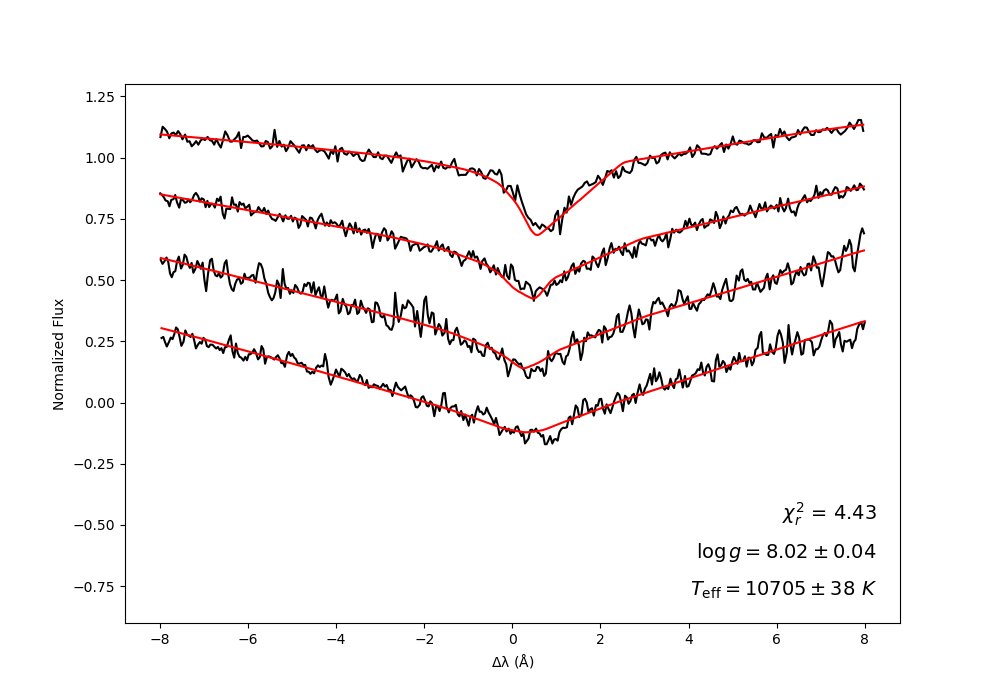 1.25
1.00
0.75
0.50
0.25
0.00
−0.25
−0.50
−0.75
Normalized Flux
χ²ᵣ = 4.43
log g = 8.02 ± 0.04
T_eff = 10705 ± 38 K
−8 −6 −4 −2 0 2 4 6 8
Δλ (Å)